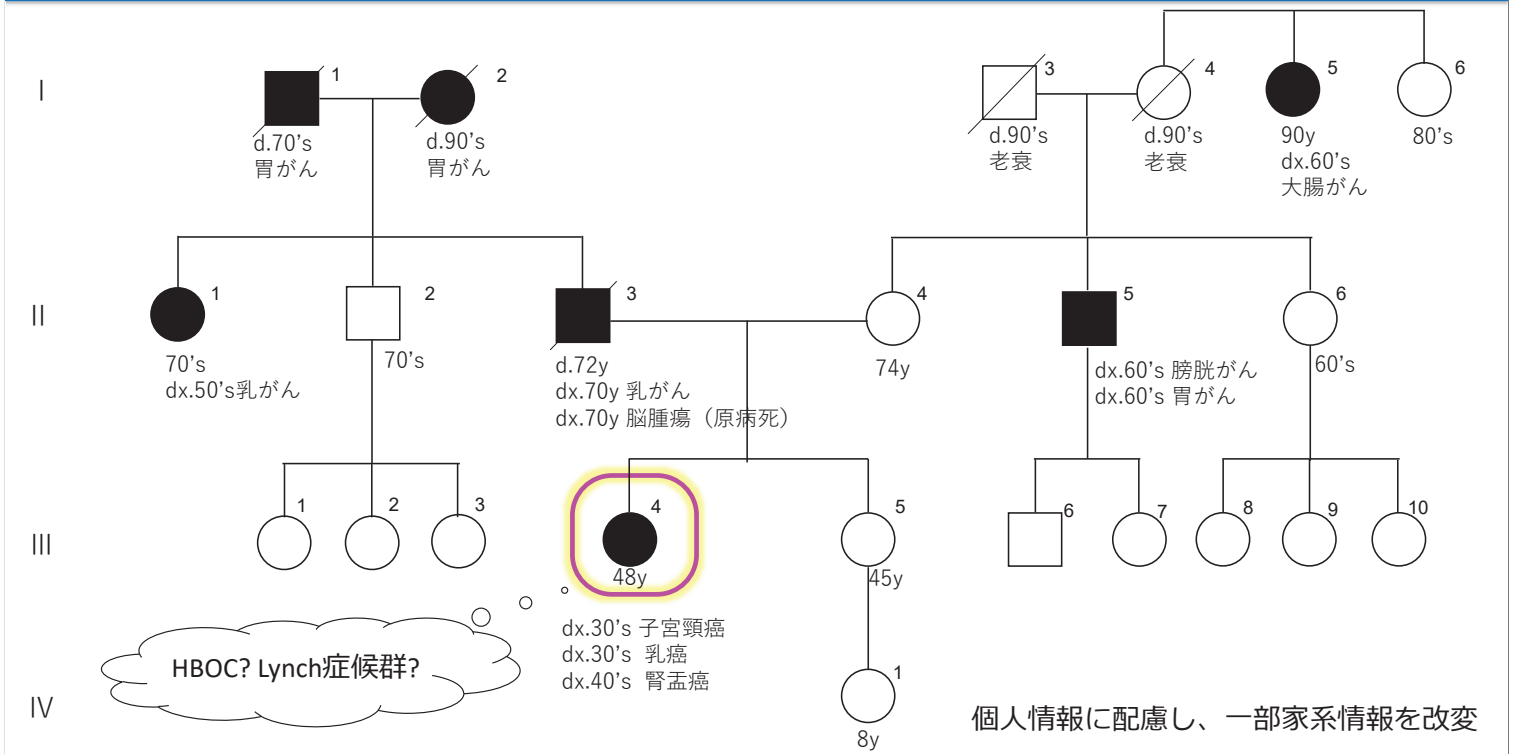 I
1
2
3
4
5
6
d.70's
胃がん
d.90's
胃がん
d.90's
老衰
d.90's
老衰
90y
dx.60's
大腸がん
80's
II
1
2
3
4
5
6
70's
dx.50's乳がん
70's
d.72y
dx.70y 乳がん
dx.70y 脳腫瘍（原病死）
74y
dx.60's 膀胱がん
dx.60's 胃がん
60's
III
1
2
3
4
5
6
7
8
9
10
48y
45y
dx.30's 子宮頸癌
dx.30's 乳癌
dx.40's 腎盂癌
HBOC? Lynch症候群?
IV
1
8y
個人情報に配慮し、一部家系情報を改変